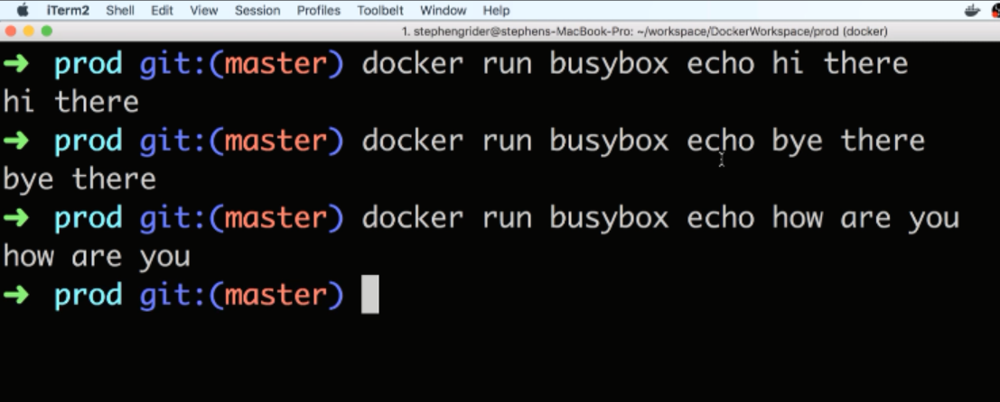 iTerm2 Shell Edit View Session Profiles Toolbelt Window Help
1. stephengrider@stephens-MacBook-Pro: ~/workspace/DockerWorkspace/prod (docker)
➜ prod git:(master) docker run busybox echo hi there
hi there
➜ prod git:(master) docker run busybox echo bye there
bye there
➜ prod git:(master) docker run busybox echo how are you
how are you
➜ prod git:(master)